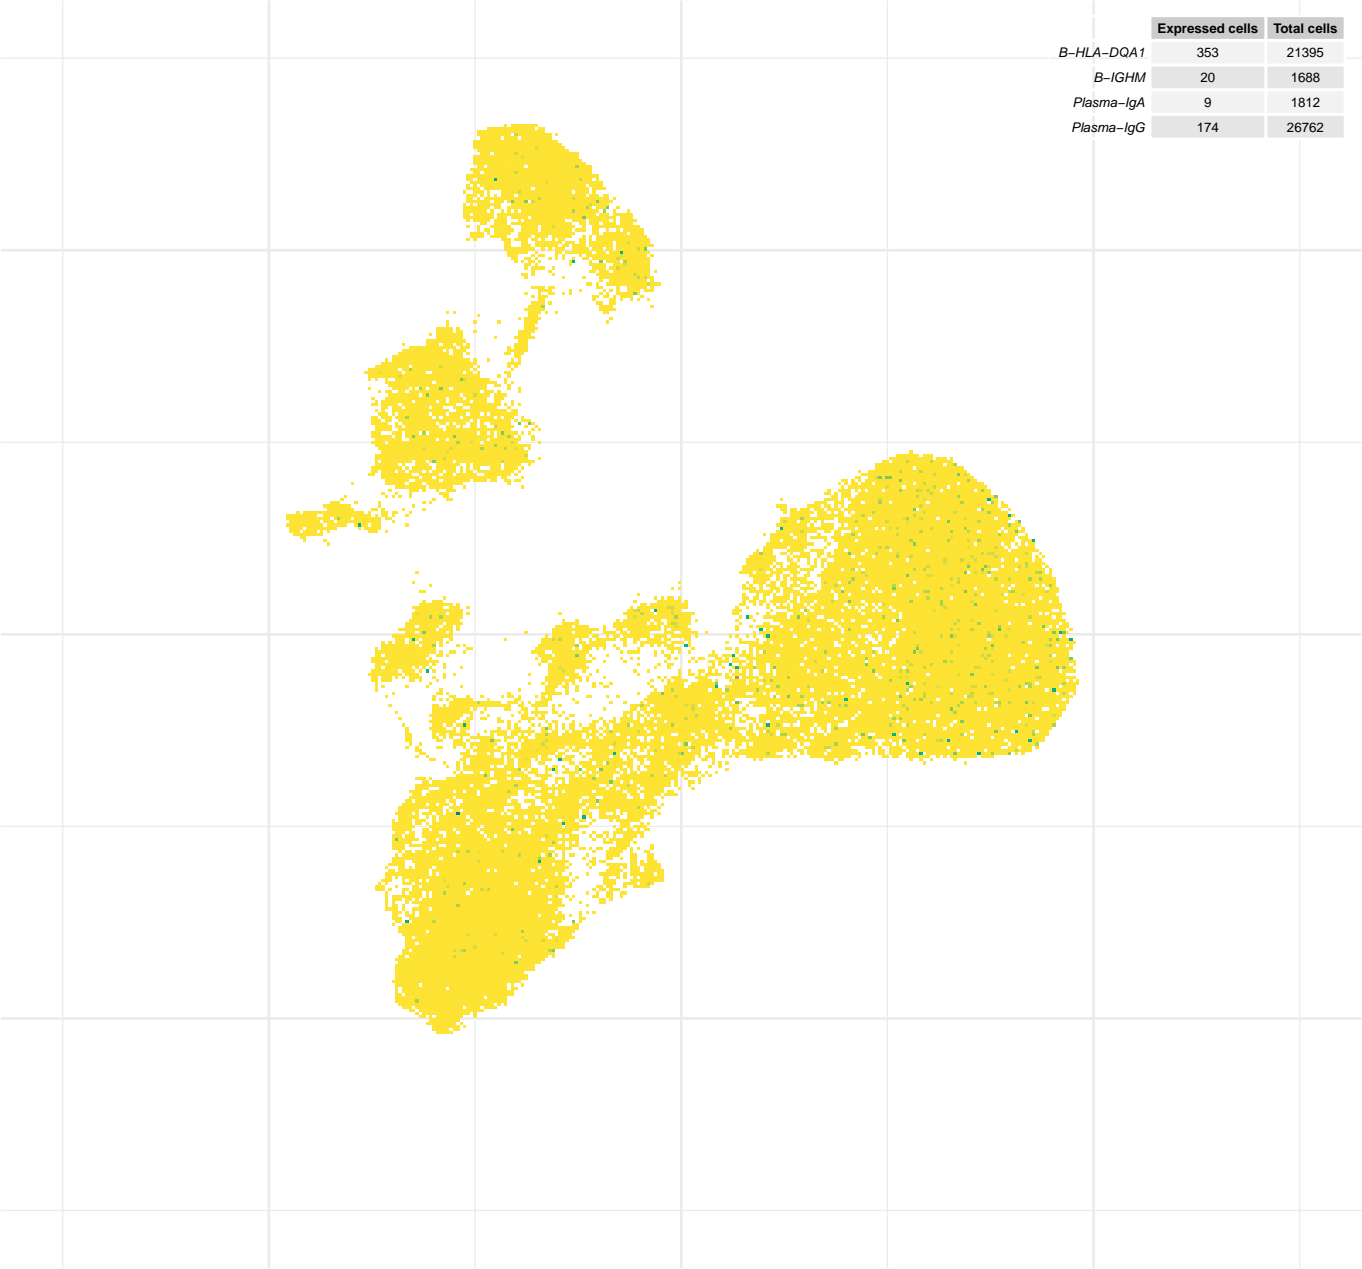 Expressed cells Total cells
B−HLA−DQA1 353 21395
B−IGHM 20 1688
Plasma−IgA 9 1812
Plasma−IgG 174 26762